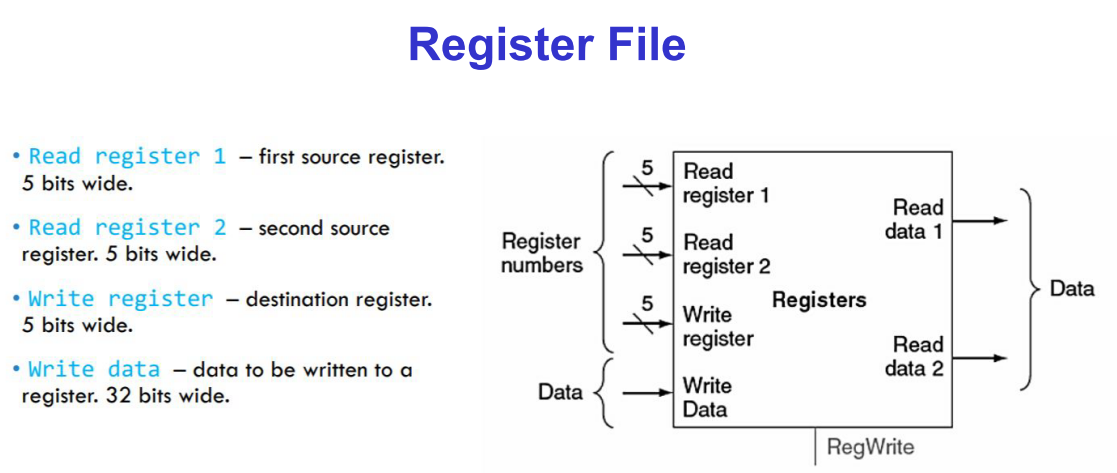 Register File
• Read register 1 – first source register.
5 bits wide.
• Read register 2 – second source
register. 5 bits wide.
• Write register – destination register.
5 bits wide.
• Write data – data to be written to a
register. 32 bits wide.
Register
numbers
Data
5
5
5
Read
register 1
Read
register 2
Write
register
Write
Data
Registers
Read
data 1
Read
data 2
Data
RegWrite